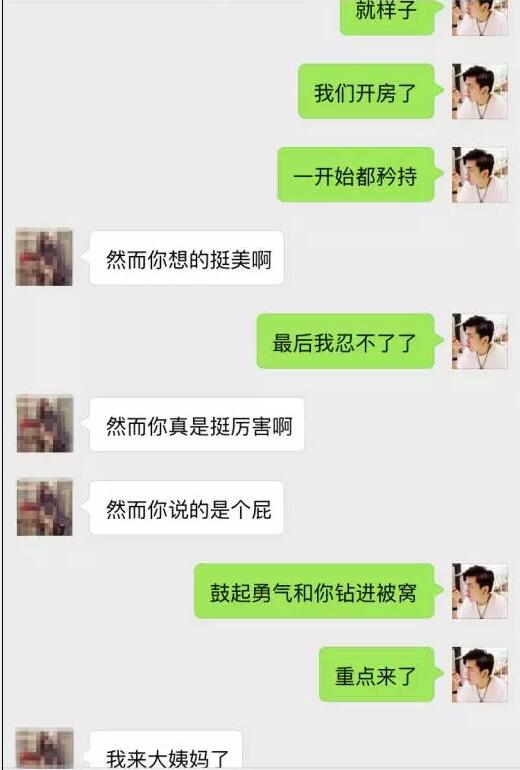 就样子
我们开房了
一开始都矜持
然而你想的挺美啊
最后我忍不了了
然而你真是挺厉害啊
然而你说的是个屁
鼓起勇气和你钻进被窝
重点来了
我来大姨妈了